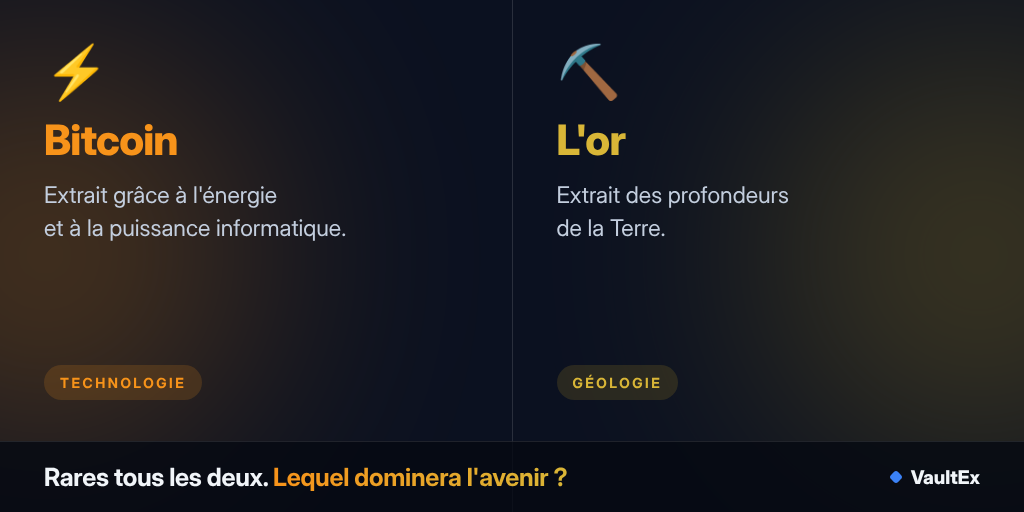 Bitcoin
Extrait grâce à l'énergie
et à la puissance informatique.
TECHNOLOGIE
L'or
Extrait des profondeurs
de la Terre.
GÉOLOGIE
Rares tous les deux. Lequel dominera l'avenir ?
VaultEx